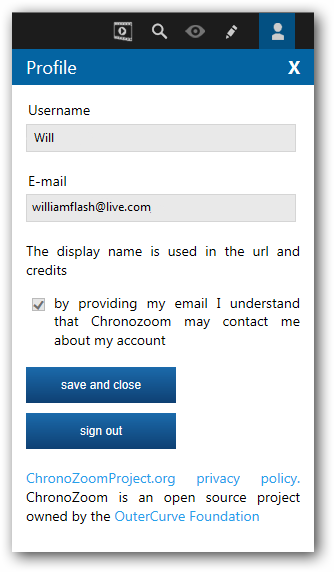 Profile X
Username
Will
E-mail
williamflash@live.com
The display name is used in the url and
credits
by providing my email I understand
that Chronozoom may contact me
about my account
save and close
sign out
ChronoZoomProject.org privacy policy.
ChronoZoom is an open source project
owned by the OuterCurve Foundation